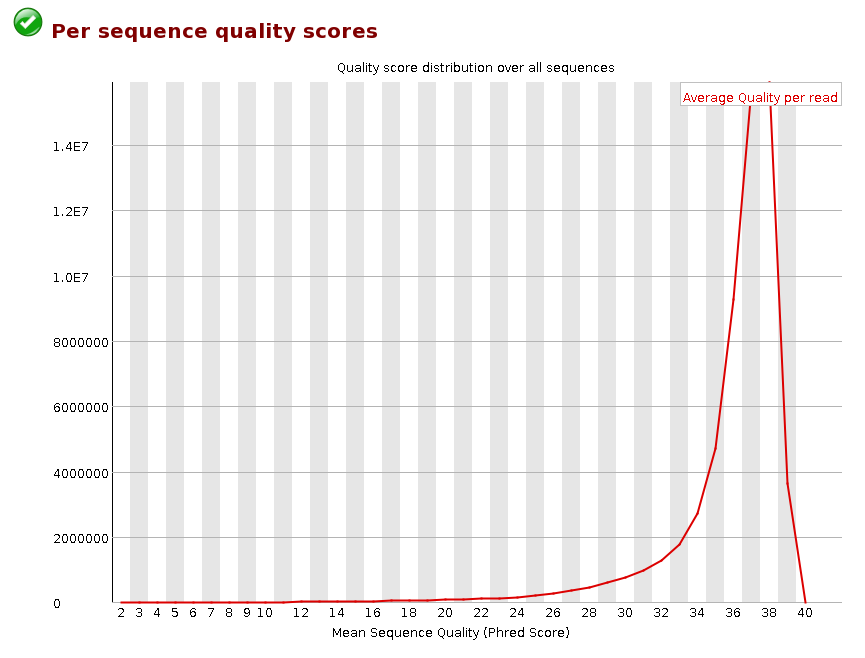 Per sequence quality scores
Quality score distribution over all sequences
Average Quality per read
1.4E7
1.2E7
1.0E7
8000000
6000000
4000000
2000000
0
2 3 4 5 6 7 8 9 10 12 14 16 18 20 22 24 26 28 30 32 34 36 38 40
Mean Sequence Quality (Phred Score)